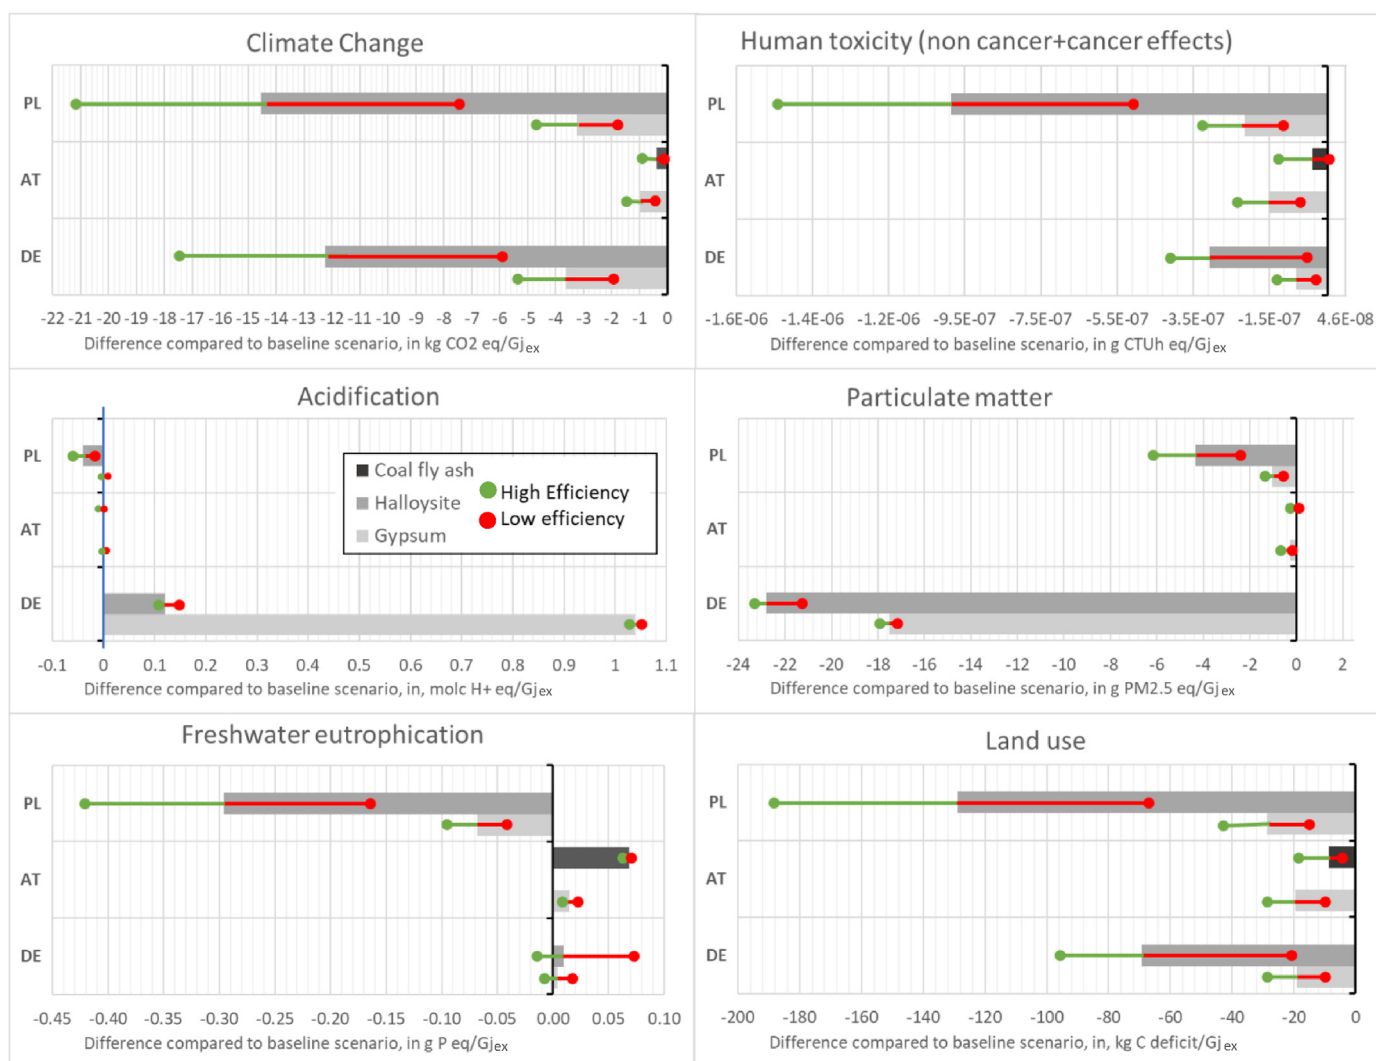 Climate Change
PL
AT
DE
-22 -21 -20 -19 -18 -17 -16 -15 -14 -13 -12 -11 -10 -9 -8 -7 -6 -5 -4 -3 -2 -1 0
Difference compared to baseline scenario, in kg CO2 eq/Gjex
Human toxicity (non cancer+cancer effects)
PL
AT
DE
-1.6E-06 -1.4E-06 -1.2E-06 -9.5E-07 -7.5E-07 -5.5E-07 -3.5E-07 -1.5E-07 4.6E-08
Difference compared to baseline scenario, in g CTUh eq/Gjex
Acidification
PL
AT
DE
Coal fly ash
Halloysite
Gypsum
High Efficiency
Low efficiency
-0.1 0 0.1 0.2 0.3 0.4 0.5 0.6 0.7 0.8 0.9 1 1.1
Difference compared to baseline scenario, in, molc H+ eq/Gjex
Particulate matter
PL
AT
DE
-24 -22 -20 -18 -16 -14 -12 -10 -8 -6 -4 -2 0 2
Difference compared to baseline scenario, in g PM2.5 eq/Gjex
Freshwater eutrophication
PL
AT
DE
-0.45 -0.40 -0.35 -0.30 -0.25 -0.20 -0.15 -0.10 -0.05 0.00 0.05 0.10
Difference compared to baseline scenario, in g P eq/Gjex
Land use
PL
AT
DE
-200 -180 -160 -140 -120 -100 -80 -60 -40 -20 0
Difference compared to baseline scenario, in, kg C deficit/Gjex